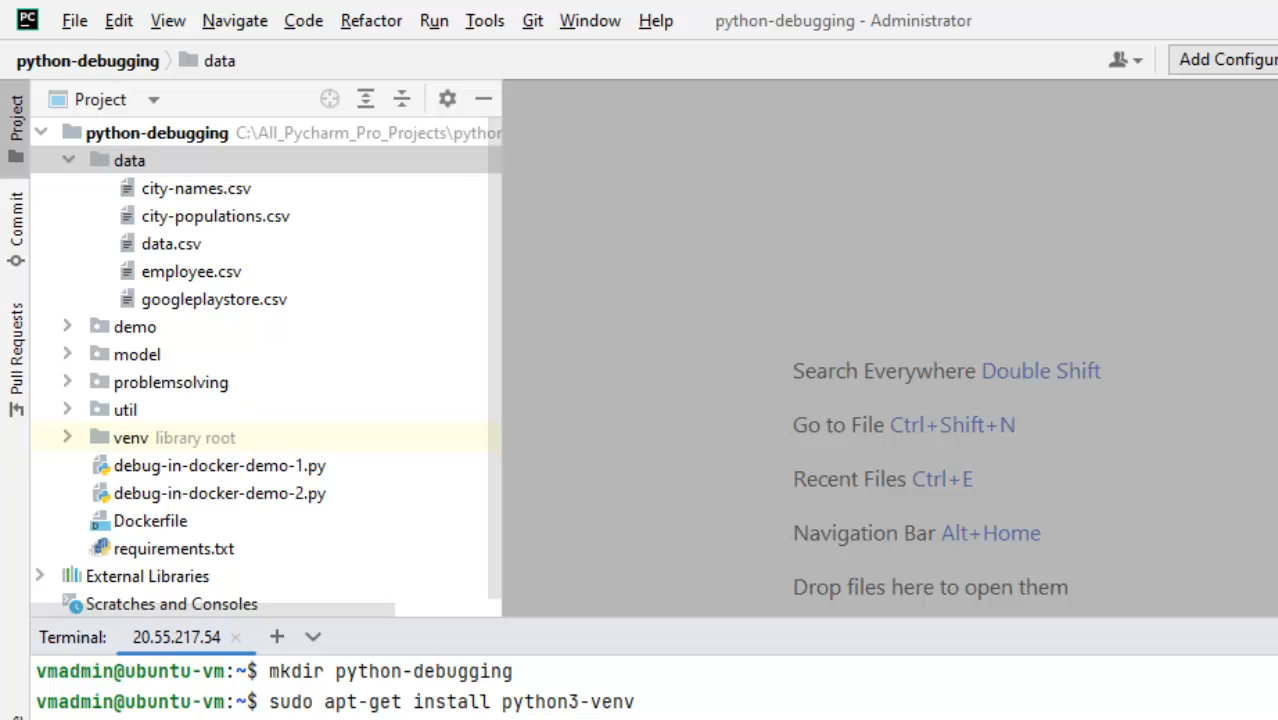 PC File Edit View Navigate Code Refactor Run Tools Git Window Help python-debugging - Administrator
python-debugging data
Add Configur
Project
Project
Commit
Pull Requests
python-debugging C:\All_Pycharm_Pro_Projects\python
data
city-names.csv
city-populations.csv
data.csv
employee.csv
googleplaystore.csv
demo
model
problemsolving
util
venv library root
debug-in-docker-demo-1.py
debug-in-docker-demo-2.py
Dockerfile
requirements.txt
External Libraries
Scratches and Consoles
Search Everywhere Double Shift
Go to File Ctrl+Shift+N
Recent Files Ctrl+E
Navigation Bar Alt+Home
Drop files here to open them
Terminal: 20.55.217.54
vmadmin@ubuntu-vm:~$ mkdir python-debugging
vmadmin@ubuntu-vm:~$ sudo apt-get install python3-venv